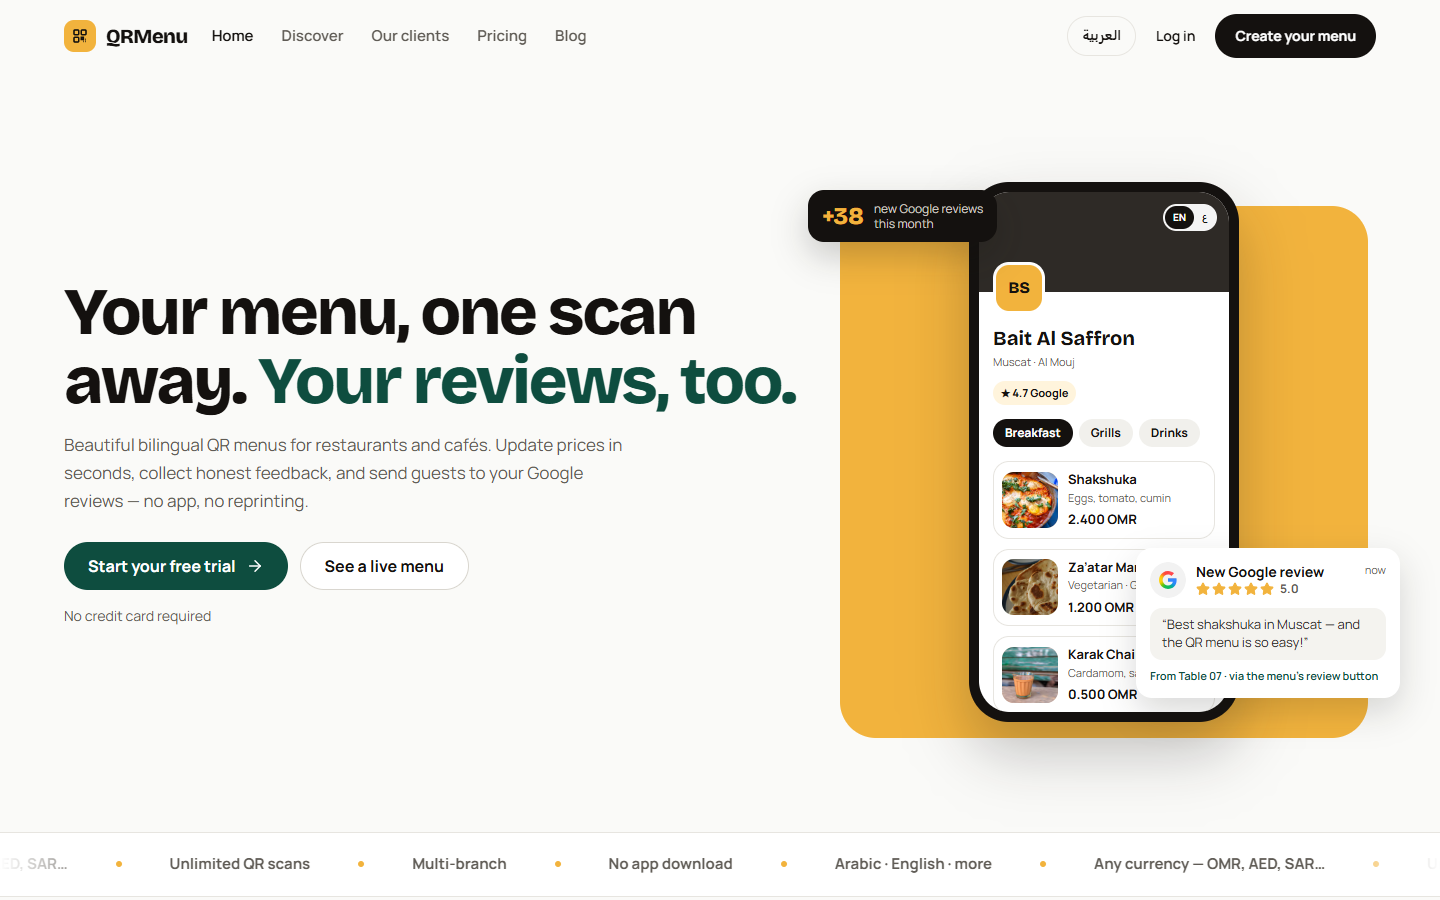 QRMenu
Home
Discover
Our clients
Pricing
Blog
العربية
Log in
Create your menu
Your menu, one scan
away. Your reviews, too.
Beautiful bilingual QR menus for restaurants and cafés. Update prices in
seconds, collect honest feedback, and send guests to your Google
reviews — no app, no reprinting.
Start your free trial →
See a live menu
No credit card required
+38
new Google reviews
this month
EN
ع
BS
Bait Al Saffron
Muscat · Al Mouj
★ 4.7 Google
Breakfast
Grills
Drinks
Shakshuka
Eggs, tomato, cumin
2.400 OMR
Za'atar
Vegetarian ·
1.200 OMR
Karak Chai
Cardamom,
0.500 OMR
New Google review
now
5.0
“Best shakshuka in Muscat — and
the QR menu is so easy!”
From Table 07 · via the menu's review button
SAR...
Unlimited QR scans
Multi-branch
No app download
Arabic · English · more
Any currency — OMR, AED, SAR...